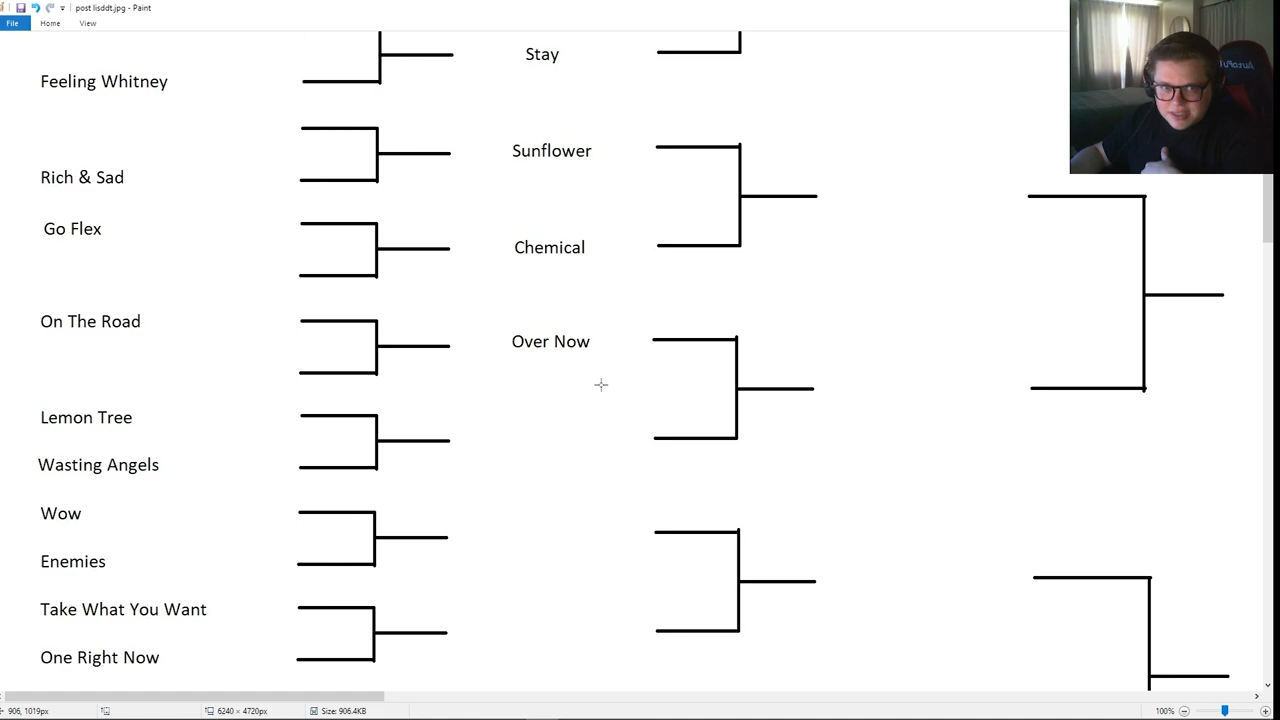 post lisddt.jpg - Paint
File Home View
Stay
Feeling Whitney
Sunflower
Rich & Sad
Go Flex
Chemical
On The Road
Over Now
Lemon Tree
Wasting Angels
Wow
Enemies
Take What You Want
One Right Now
906, 1019px
6240 × 4720px
Size: 906.4KB
100%